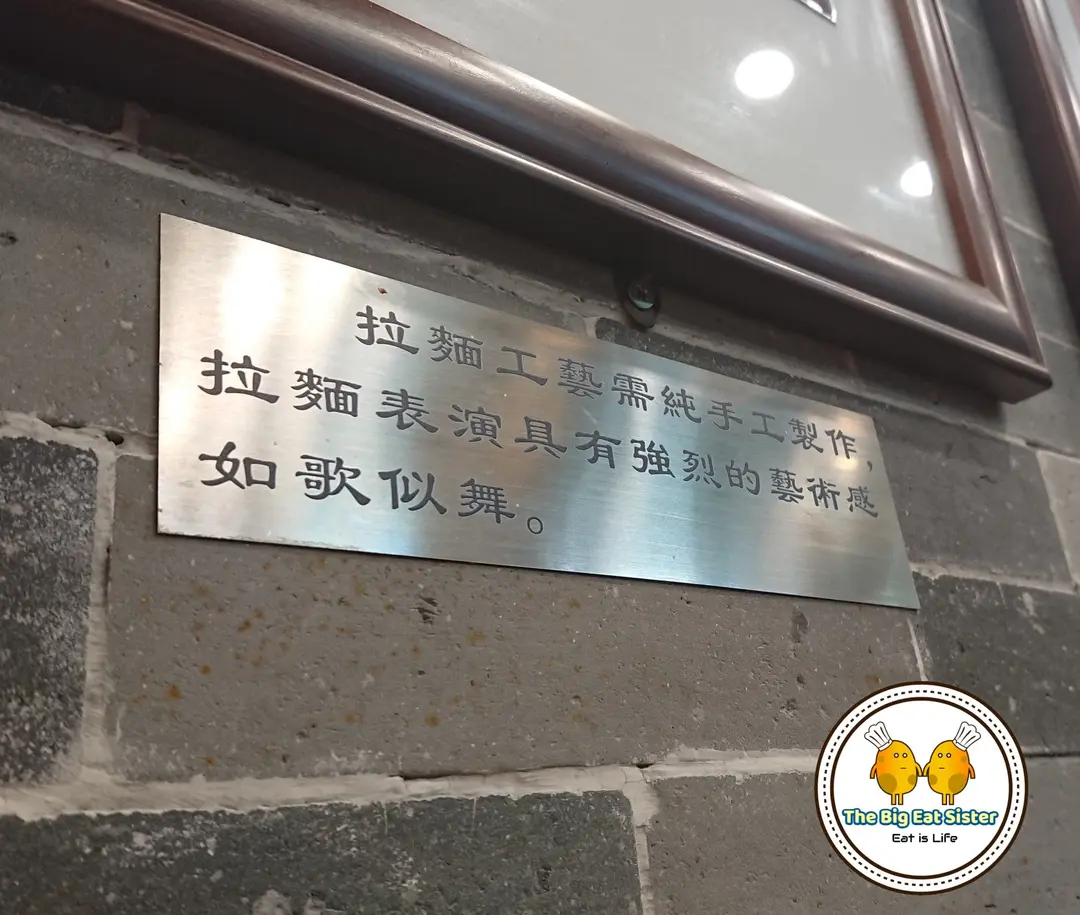 拉麵工藝需純手工製作，
拉麵表演具有強烈的藝術感
如歌似舞。
The Big Eat Sister
Eat is Life